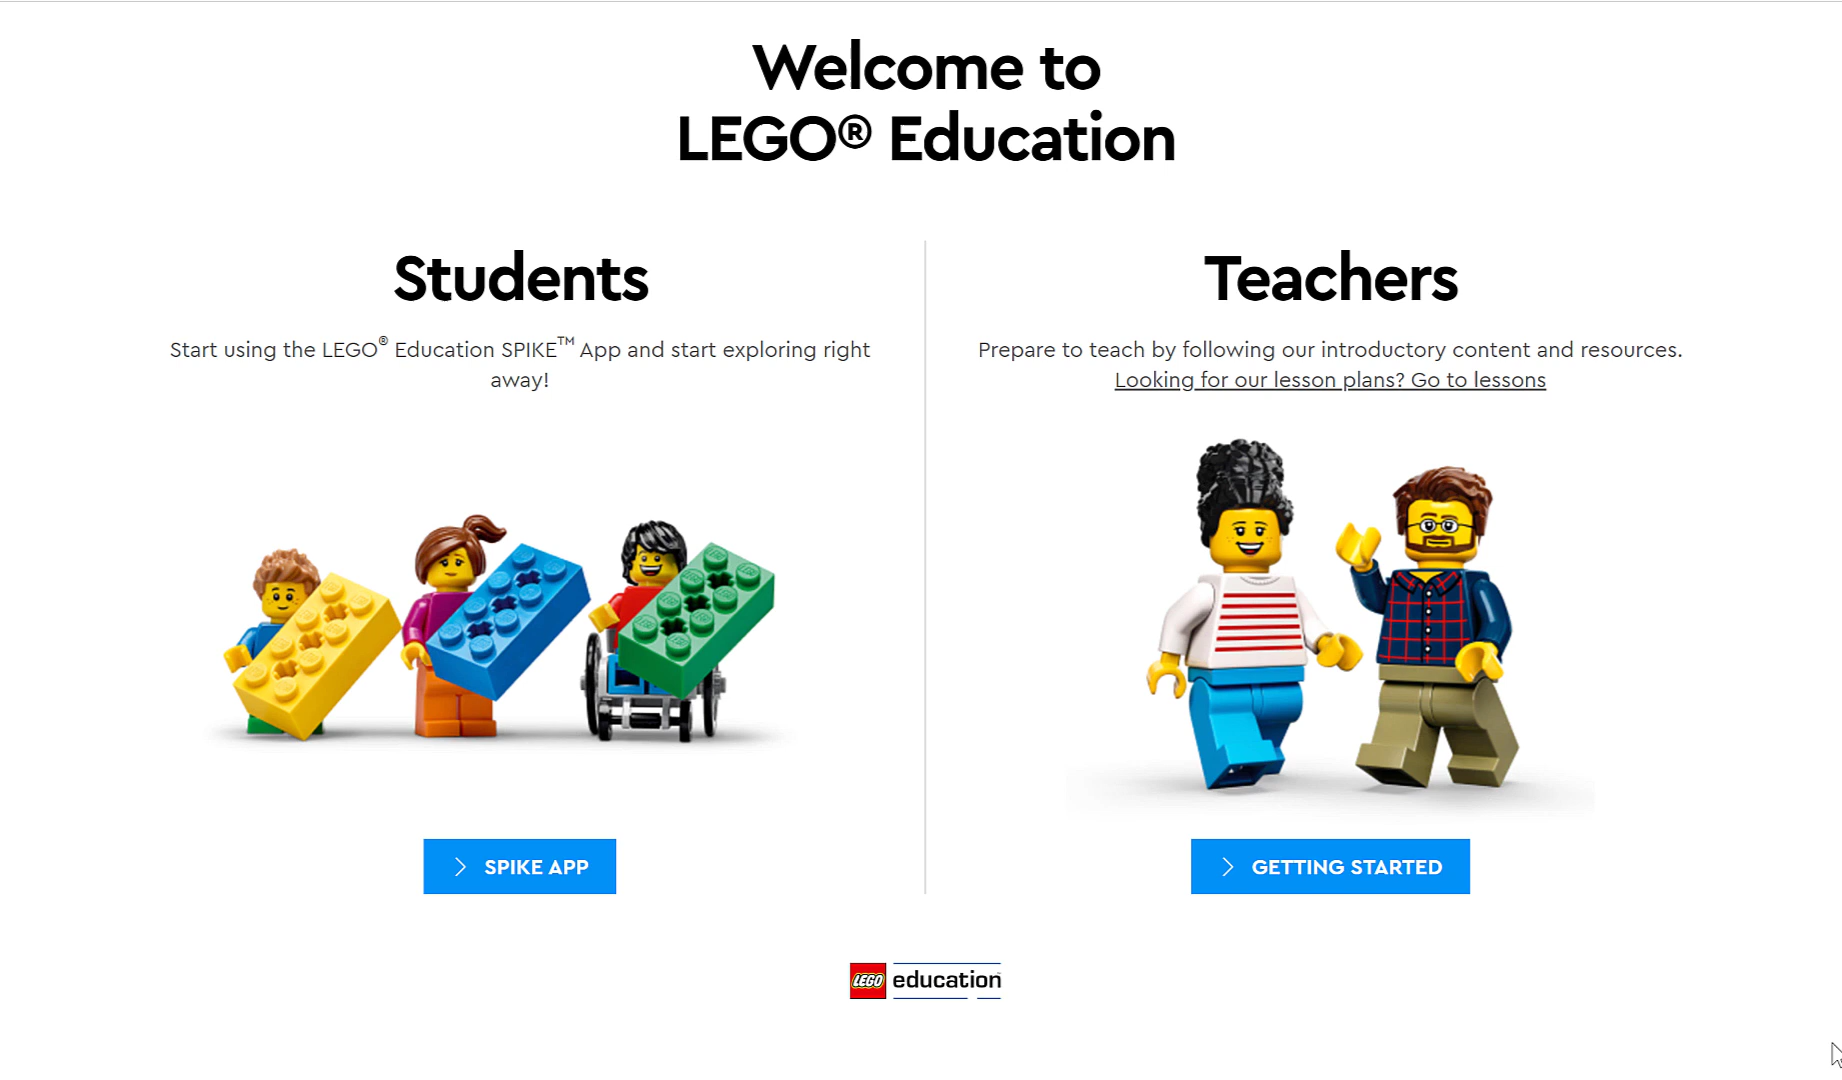 Welcome to
LEGO® Education
Students
Start using the LEGO® Education SPIKE™ App and start exploring right
away!
SPIKE APP
Teachers
Prepare to teach by following our introductory content and resources.
Looking for our lesson plans? Go to lessons
GETTING STARTED
LEGO education